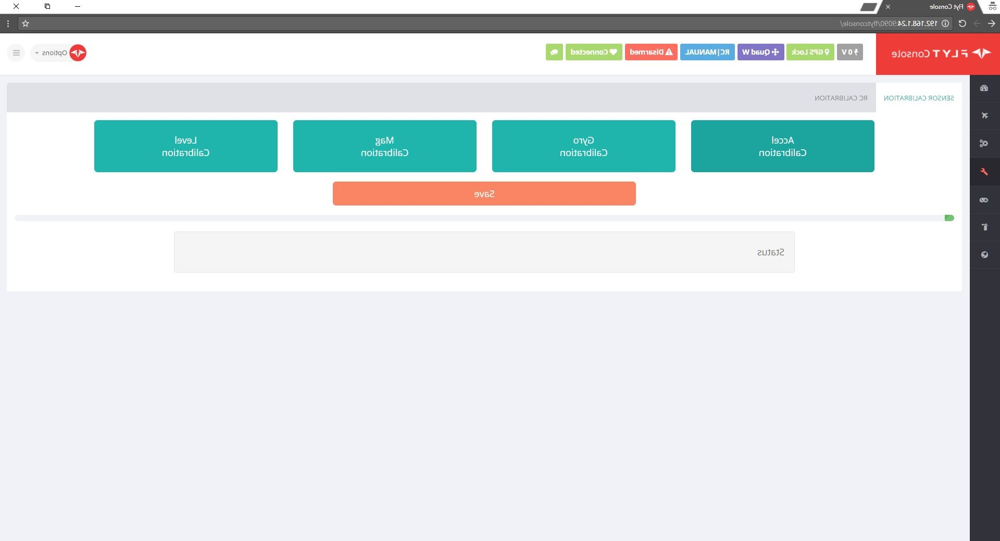 Flyt Console
192.168.1.24:9090/flytconsole/
FLYT Console
0 V
GPS Lock
Quad W
RC|MANUAL
Disarmed
Connected
Options
SENSOR CALIBRATION
RC CALIBRATION
Accel
Calibration
Gyro
Calibration
Mag
Calibration
Level
Calibration
Save
Status